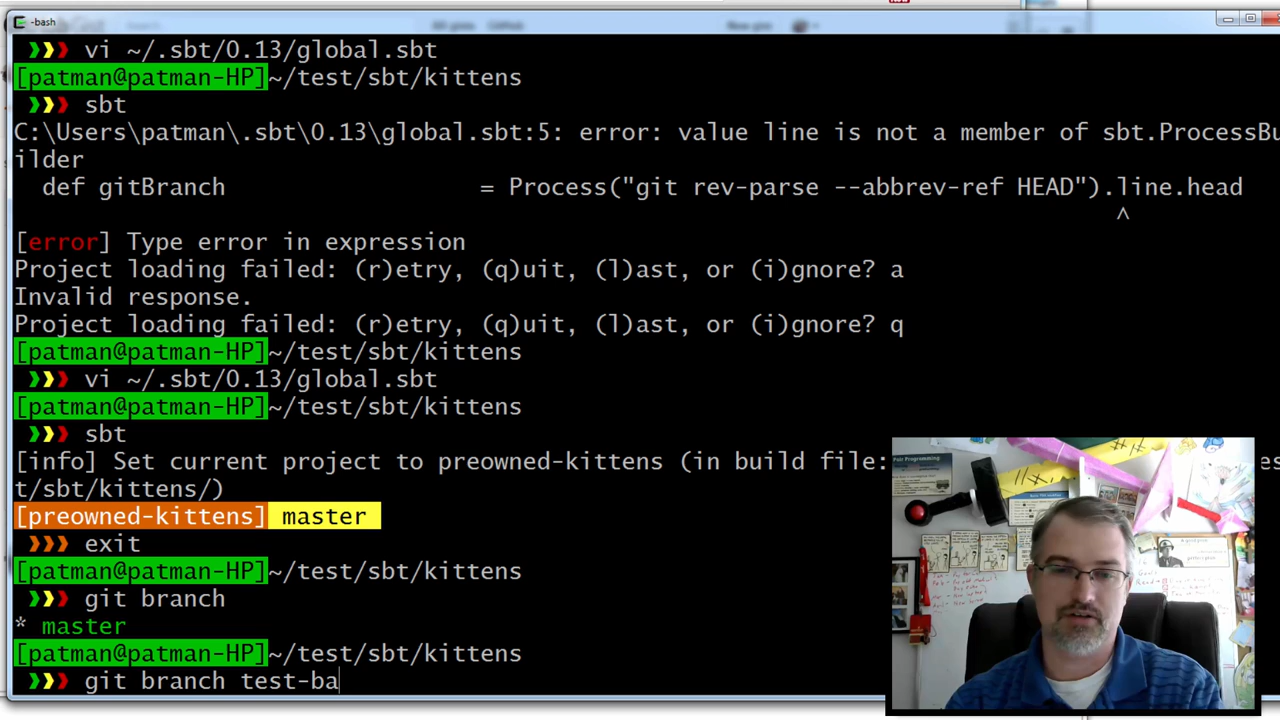 -bash
❯❯❯ vi ~/.sbt/0.13/global.sbt
[patman@patman-HP]~/test/sbt/kittens
❯❯❯ sbt
C:\Users\patman\.sbt\0.13\global.sbt:5: error: value line is not a member of sbt.ProcessBu
ilder
def gitBranch = Process("git rev-parse --abbrev-ref HEAD").line.head
^
[error] Type error in expression
Project loading failed: (r)etry, (q)uit, (l)ast, or (i)gnore? a
Invalid response.
Project loading failed: (r)etry, (q)uit, (l)ast, or (i)gnore? q
[patman@patman-HP]~/test/sbt/kittens
❯❯❯ vi ~/.sbt/0.13/global.sbt
[patman@patman-HP]~/test/sbt/kittens
❯❯❯ sbt
[info] Set current project to preowned-kittens (in build file:
t/sbt/kittens/)
[preowned-kittens] master
❯❯❯ exit
[patman@patman-HP]~/test/sbt/kittens
❯❯❯ git branch
* master
[patman@patman-HP]~/test/sbt/kittens
❯❯❯ git branch test-ba
Pair Programming